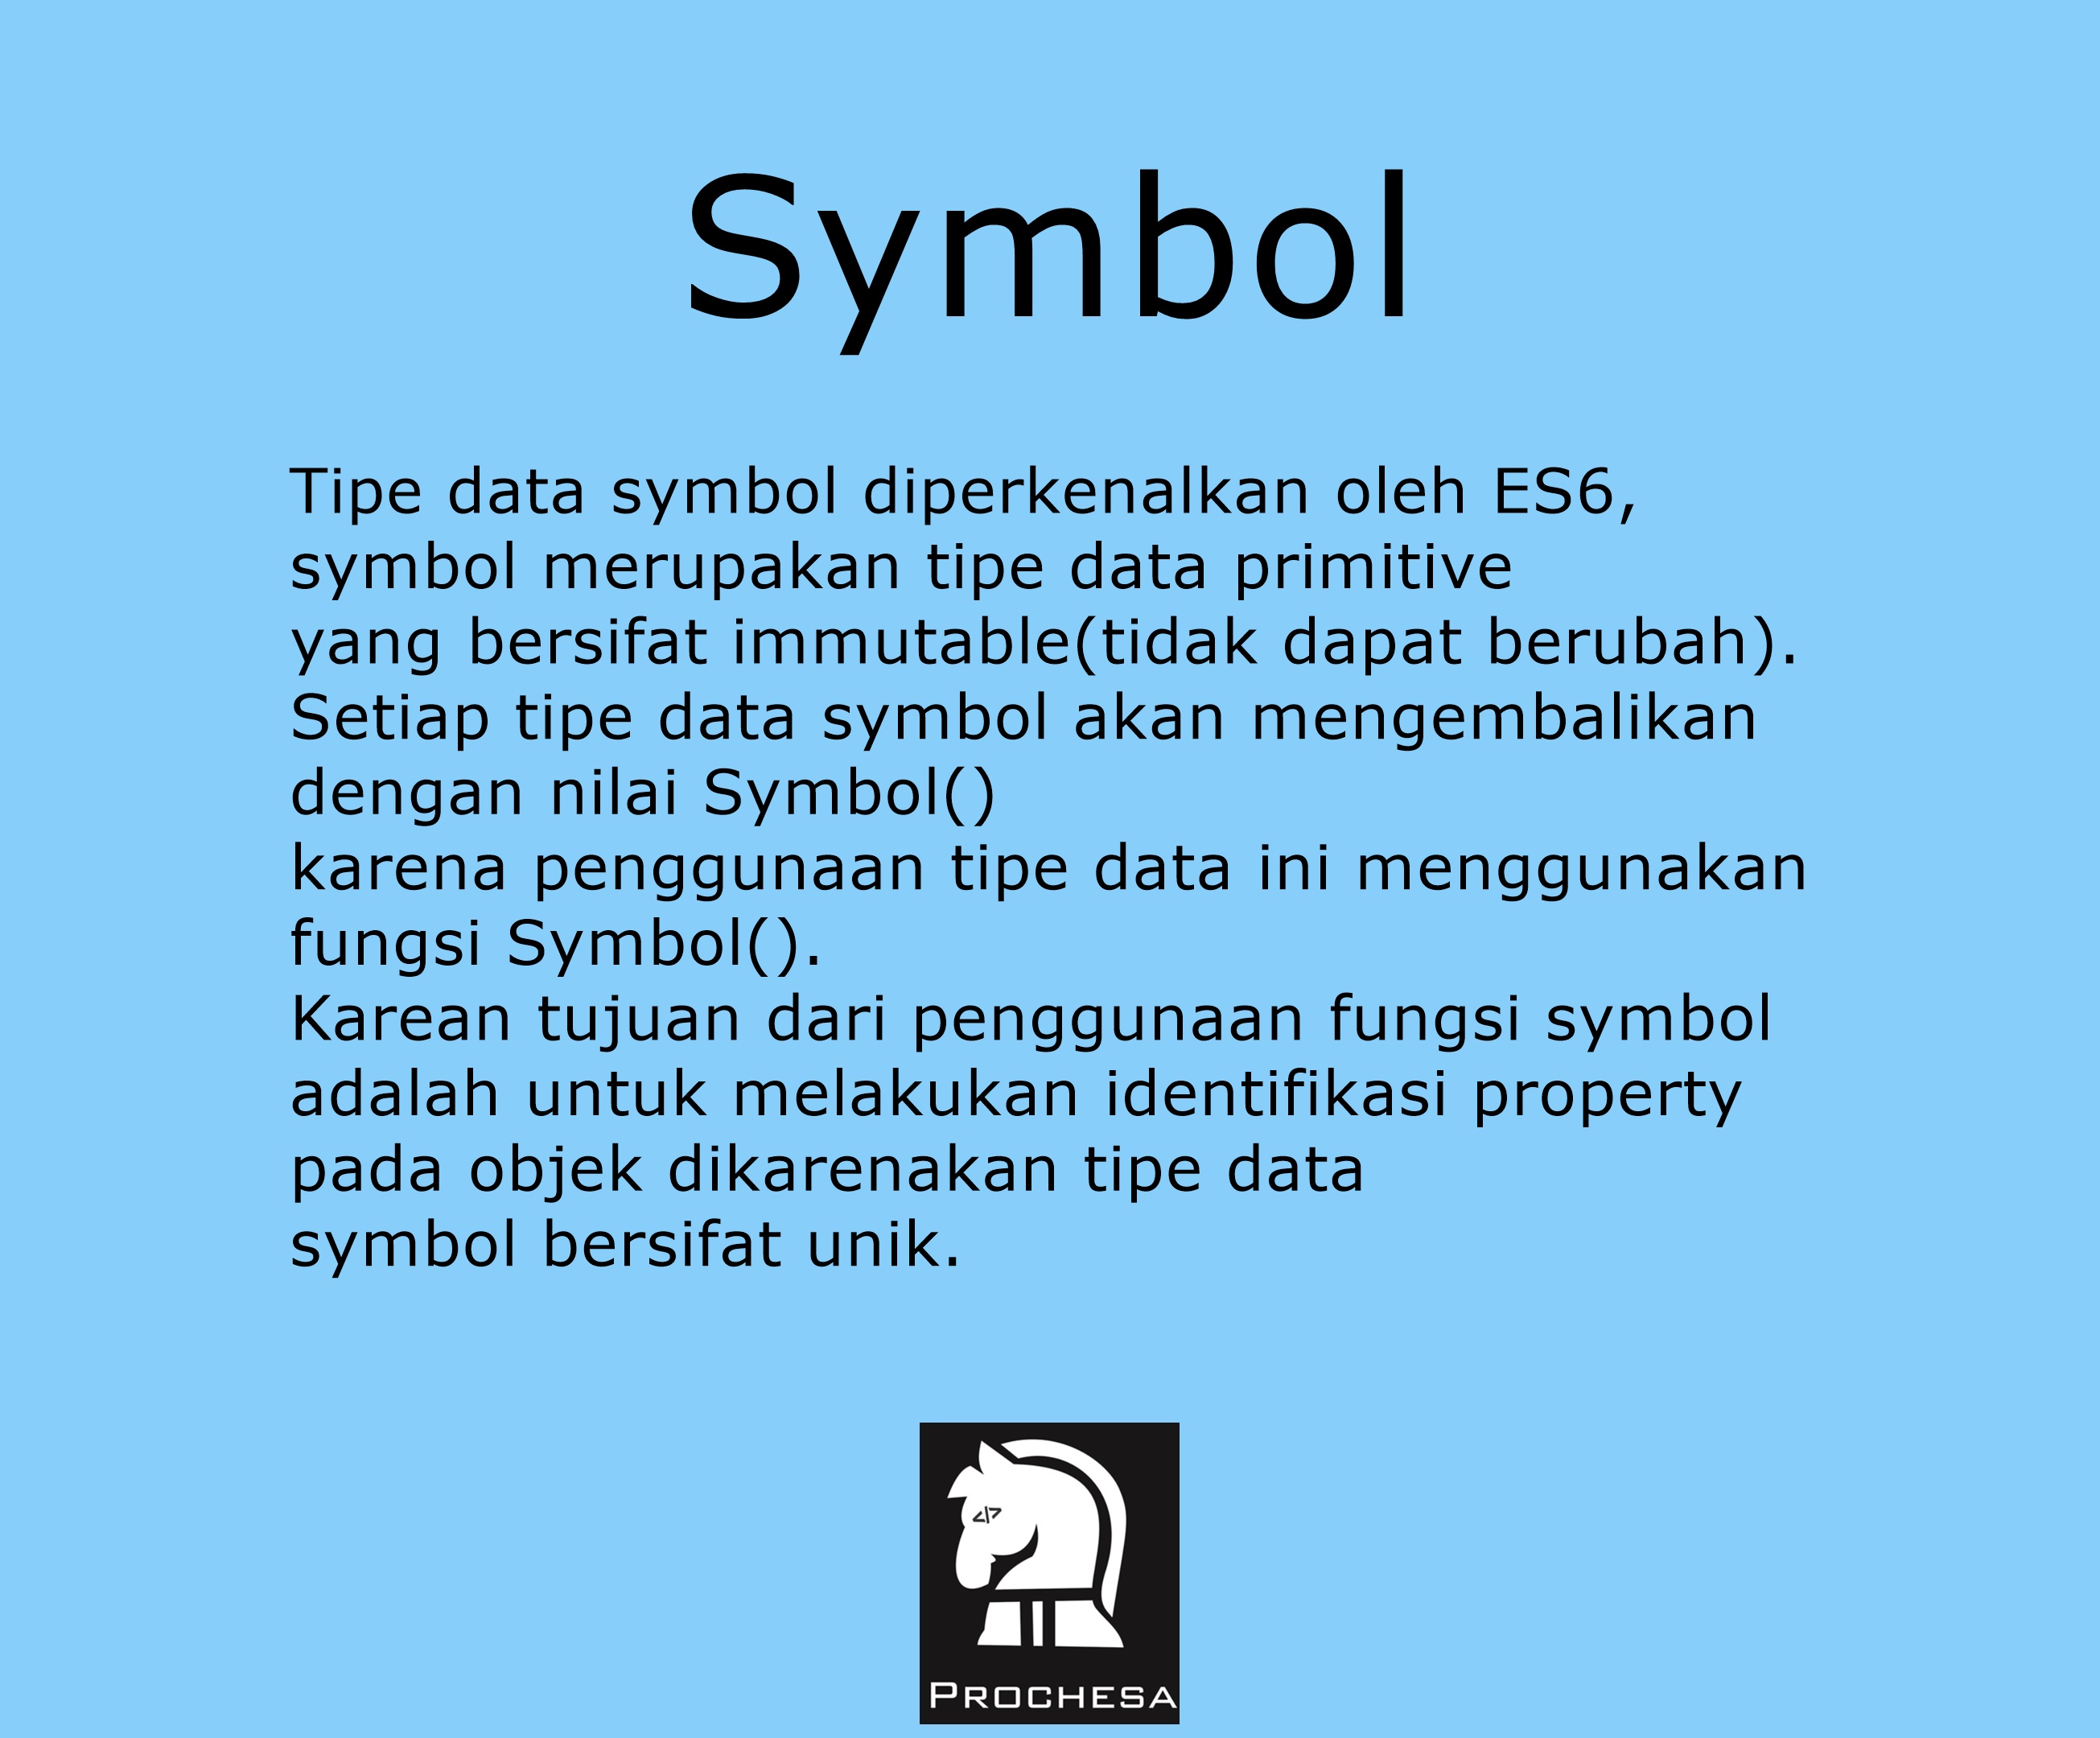 Symbol
Tipe data symbol diperkenalkan oleh ES6,
symbol merupakan tipe data primitive
yang bersifat immutable(tidak dapat berubah).
Setiap tipe data symbol akan mengembalikan
dengan nilai Symbol()
karena penggunaan tipe data ini menggunakan
fungsi Symbol().
Karean tujuan dari penggunaan fungsi symbol
adalah untuk melakukan identifikasi property
pada objek dikarenakan tipe data
symbol bersifat unik.
</>
PROCHESA